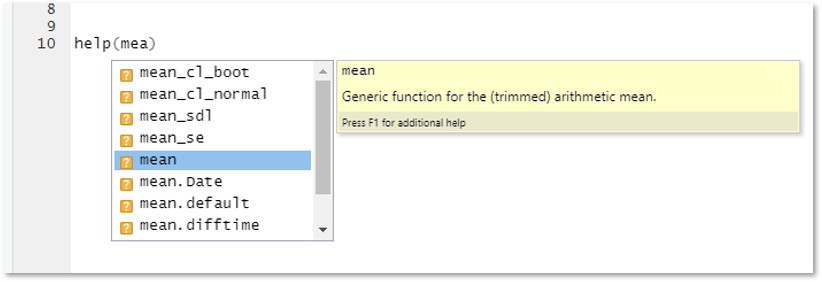 8
9
10 help(mea)
mean_cl_boot
mean_cl_normal
mean_sdl
mean_se
mean
mean.Date
mean.default
mean.difftime
mean
Generic function for the (trimmed) arithmetic mean.
Press F1 for additional help